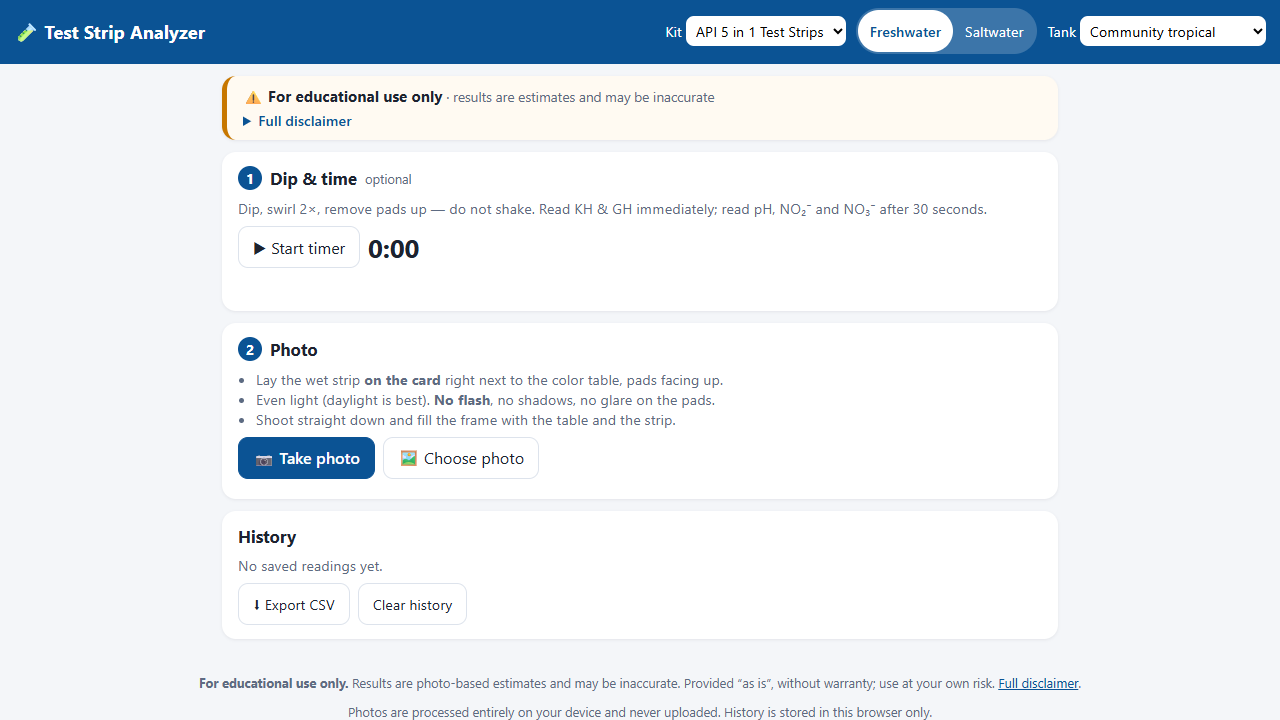 Test Strip Analyzer
Kit API 5 in 1 Test Strips Freshwater Saltwater Tank Community tropical
⚠️ For educational use only · results are estimates and may be inaccurate
▶ Full disclaimer
1 Dip & time optional
Dip, swirl 2×, remove pads up — do not shake. Read KH & GH immediately; read pH, NO₂⁻ and NO₃⁻ after 30 seconds.
▶ Start timer 0:00
2 Photo
• Lay the wet strip on the card right next to the color table, pads facing up.
• Even light (daylight is best). No flash, no shadows, no glare on the pads.
• Shoot straight down and fill the frame with the table and the strip.
Take photo Choose photo
History
No saved readings yet.
⬇ Export CSV Clear history
For educational use only. Results are photo-based estimates and may be inaccurate. Provided “as is”, without warranty; use at your own risk. Full disclaimer.
Photos are processed entirely on your device and never uploaded. History is stored in this browser only.